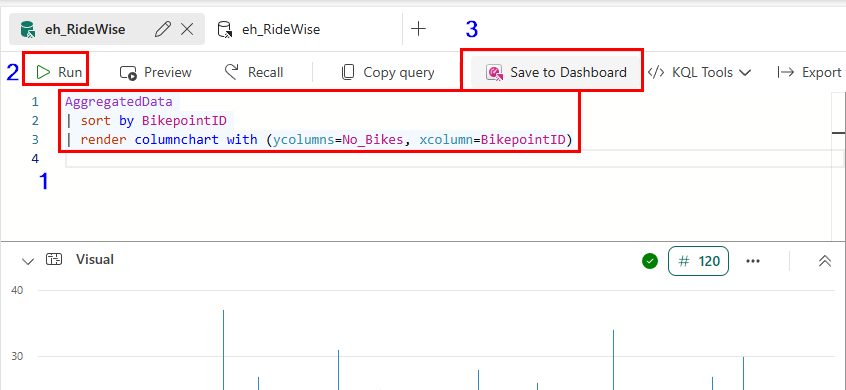 3
eh_RideWise
eh_RideWise
2
Run
Preview
Recall
Copy query
Save to Dashboard
KQL Tools
Export
1 AggregatedData
2 | sort by BikepointID
3 | render columnchart with (ycolumns=No_Bikes, xcolumn=BikepointID)
4
1
Visual
# 120
40
30